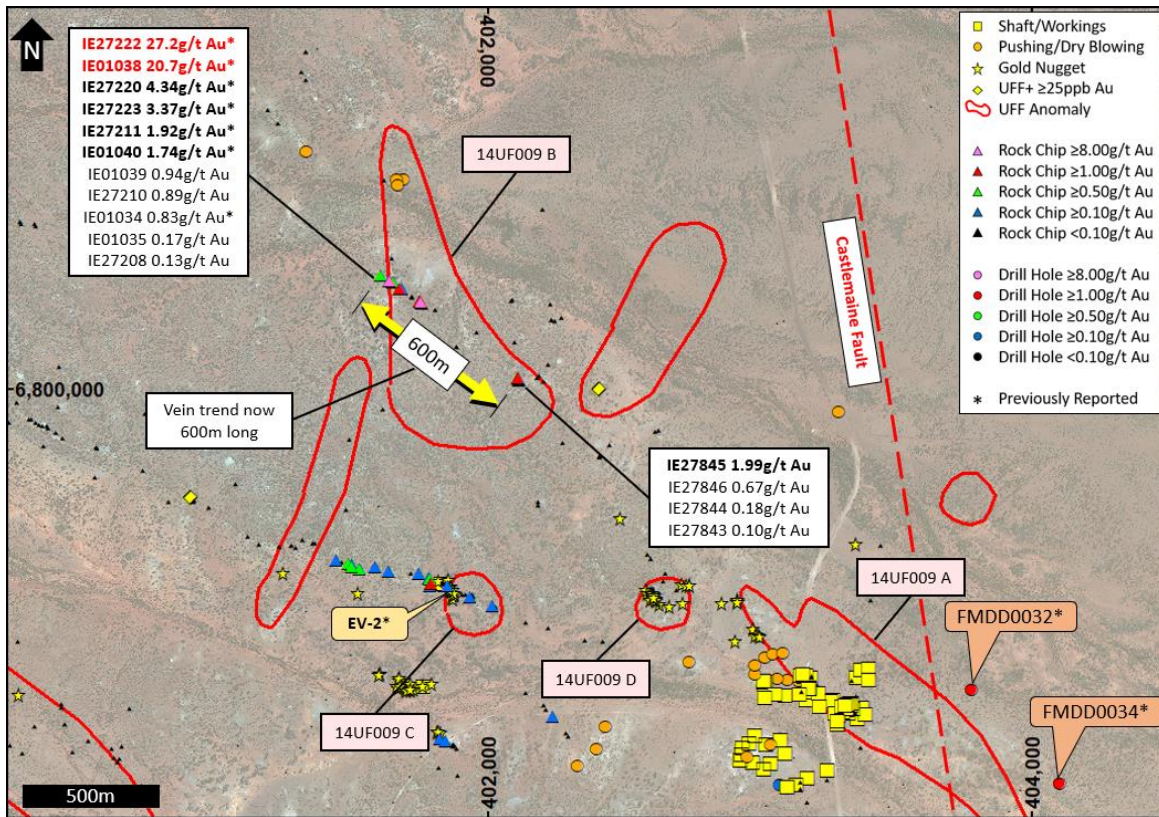 N
402,000
IE27222 27.2g/t Au*
IE01038 20.7g/t Au*
IE27220 4.34g/t Au*
IE27223 3.37g/t Au*
IE27211 1.92g/t Au*
IE01040 1.74g/t Au*
IE01039 0.94g/t Au
IE27210 0.89g/t Au
IE01034 0.83g/t Au*
IE01035 0.17g/t Au
IE27208 0.13g/t Au
14UF009 B
Shaft/Workings
Pushing/Dry Blowing
Gold Nugget
UFF+ ≥25ppb Au
UFF Anomaly
Rock Chip ≥8.00g/t Au
Rock Chip ≥1.00g/t Au
Rock Chip ≥0.50g/t Au
Rock Chip ≥0.10g/t Au
Rock Chip <0.10g/t Au
Drill Hole ≥8.00g/t Au
Drill Hole ≥1.00g/t Au
Drill Hole ≥0.50g/t Au
Drill Hole ≥0.10g/t Au
Drill Hole <0.10g/t Au
* Previously Reported
Castlemaine Fault
600m
6,800,000
Vein trend now
600m long
IE27845 1.99g/t Au
IE27846 0.67g/t Au
IE27844 0.18g/t Au
IE27843 0.10g/t Au
14UF009 A
EV-2*
FMDD0032*
14UF009 D
14UF009 C
FMDD0034*
500m
402,000
404,000